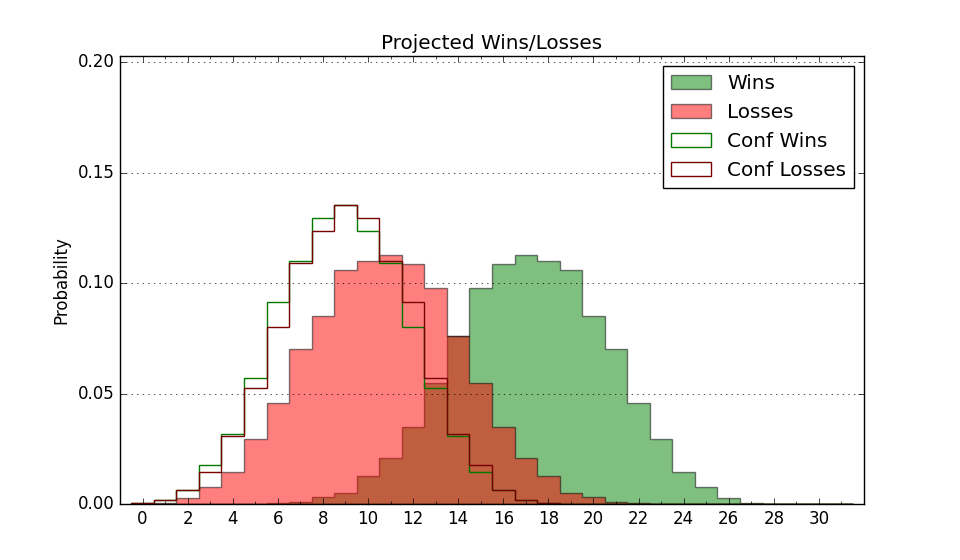 Projected Wins/Losses
0.20
0.15
0.10
0.05
0.00
Probability
0 2 4 6 8 10 12 14 16 18 20 22 24 26 28 30
Wins
Losses
Conf Wins
Conf Losses